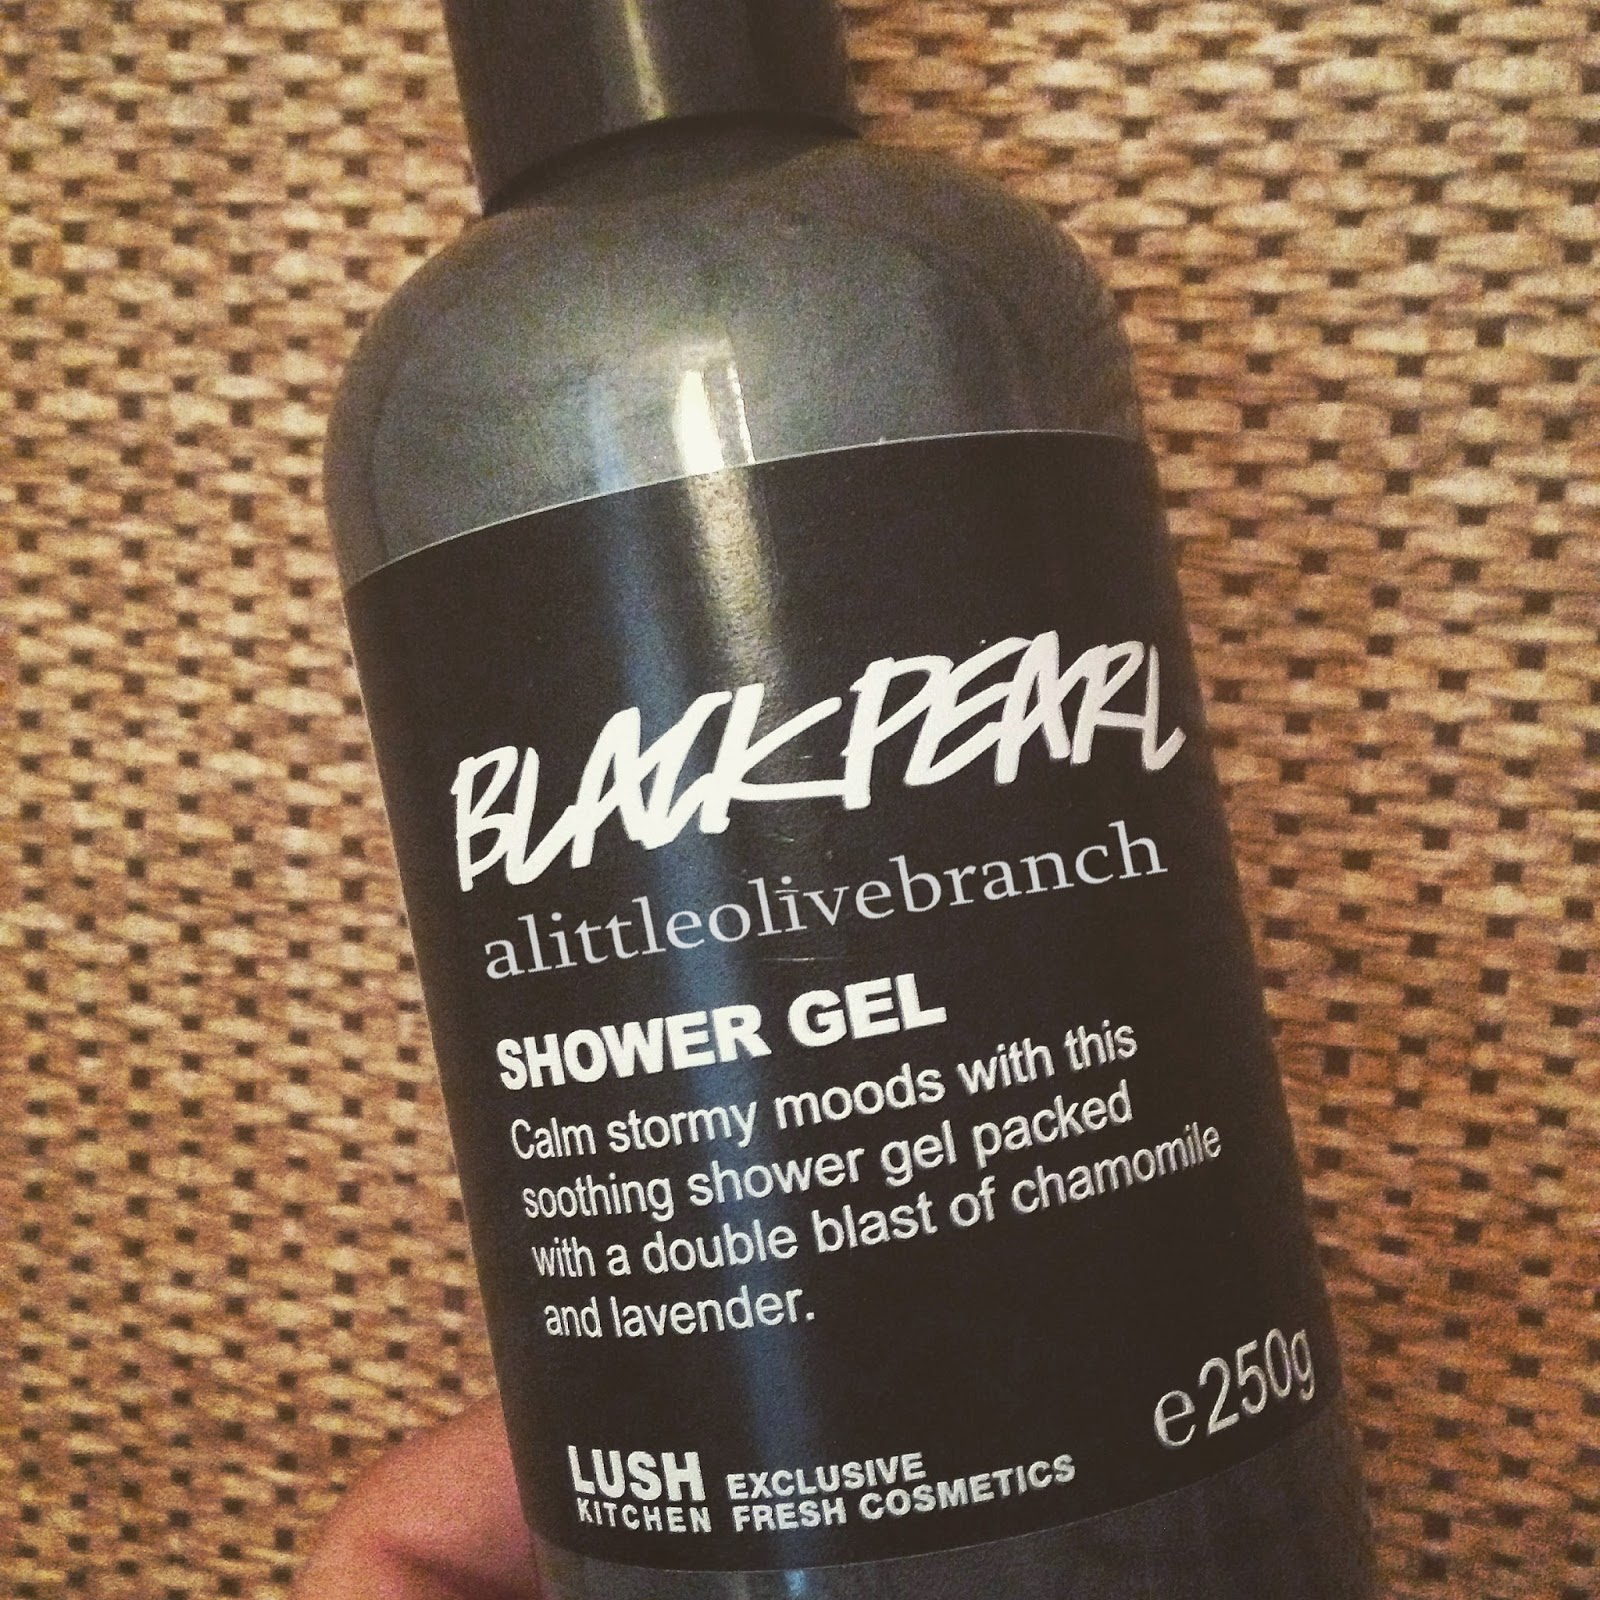 BLACK PEARL
alittleolivebranch
SHOWER GEL
Calm stormy moods with this
soothing shower gel packed
with a double blast of chamomile
and lavender.
e250g
LUSH EXCLUSIVE
KITCHEN FRESH COSMETICS